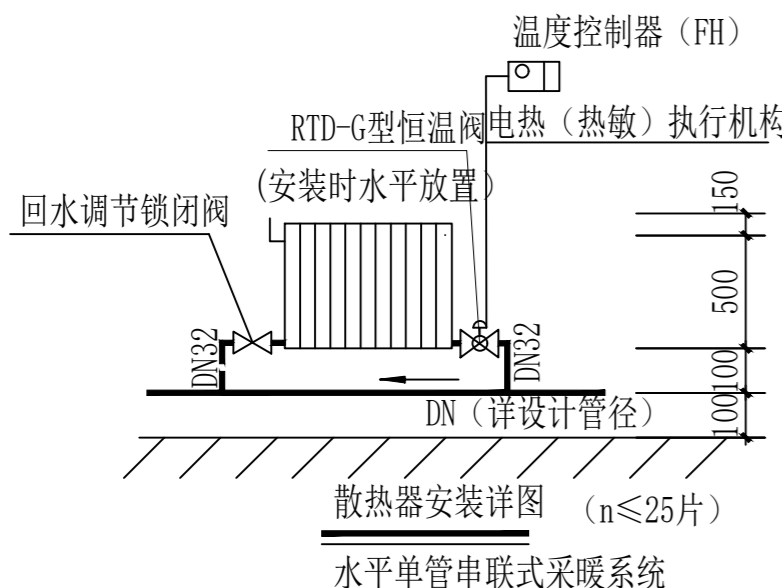 温度控制器（FH）
RTD-G型恒温阀
电热（热敏）执行机构
(安装时水平放置）
回水调节锁闭阀
150
500
100
100
DN32
DN32
DN（详设计管径）
散热器安装详图 （n≤25片）
水平单管串联式采暖系统